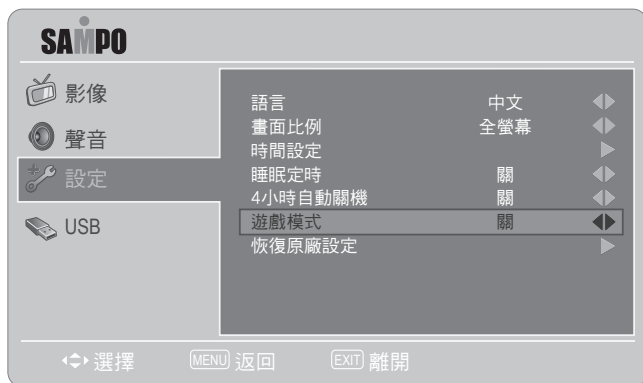 SAMPO
影像
聲音
設定
USB
語言 中文
畫面比例 全螢幕
時間設定
睡眠定時 關
4小時自動關機 關
遊戲模式 關
恢復原廠設定
選擇 MENU 返回 EXIT 離開